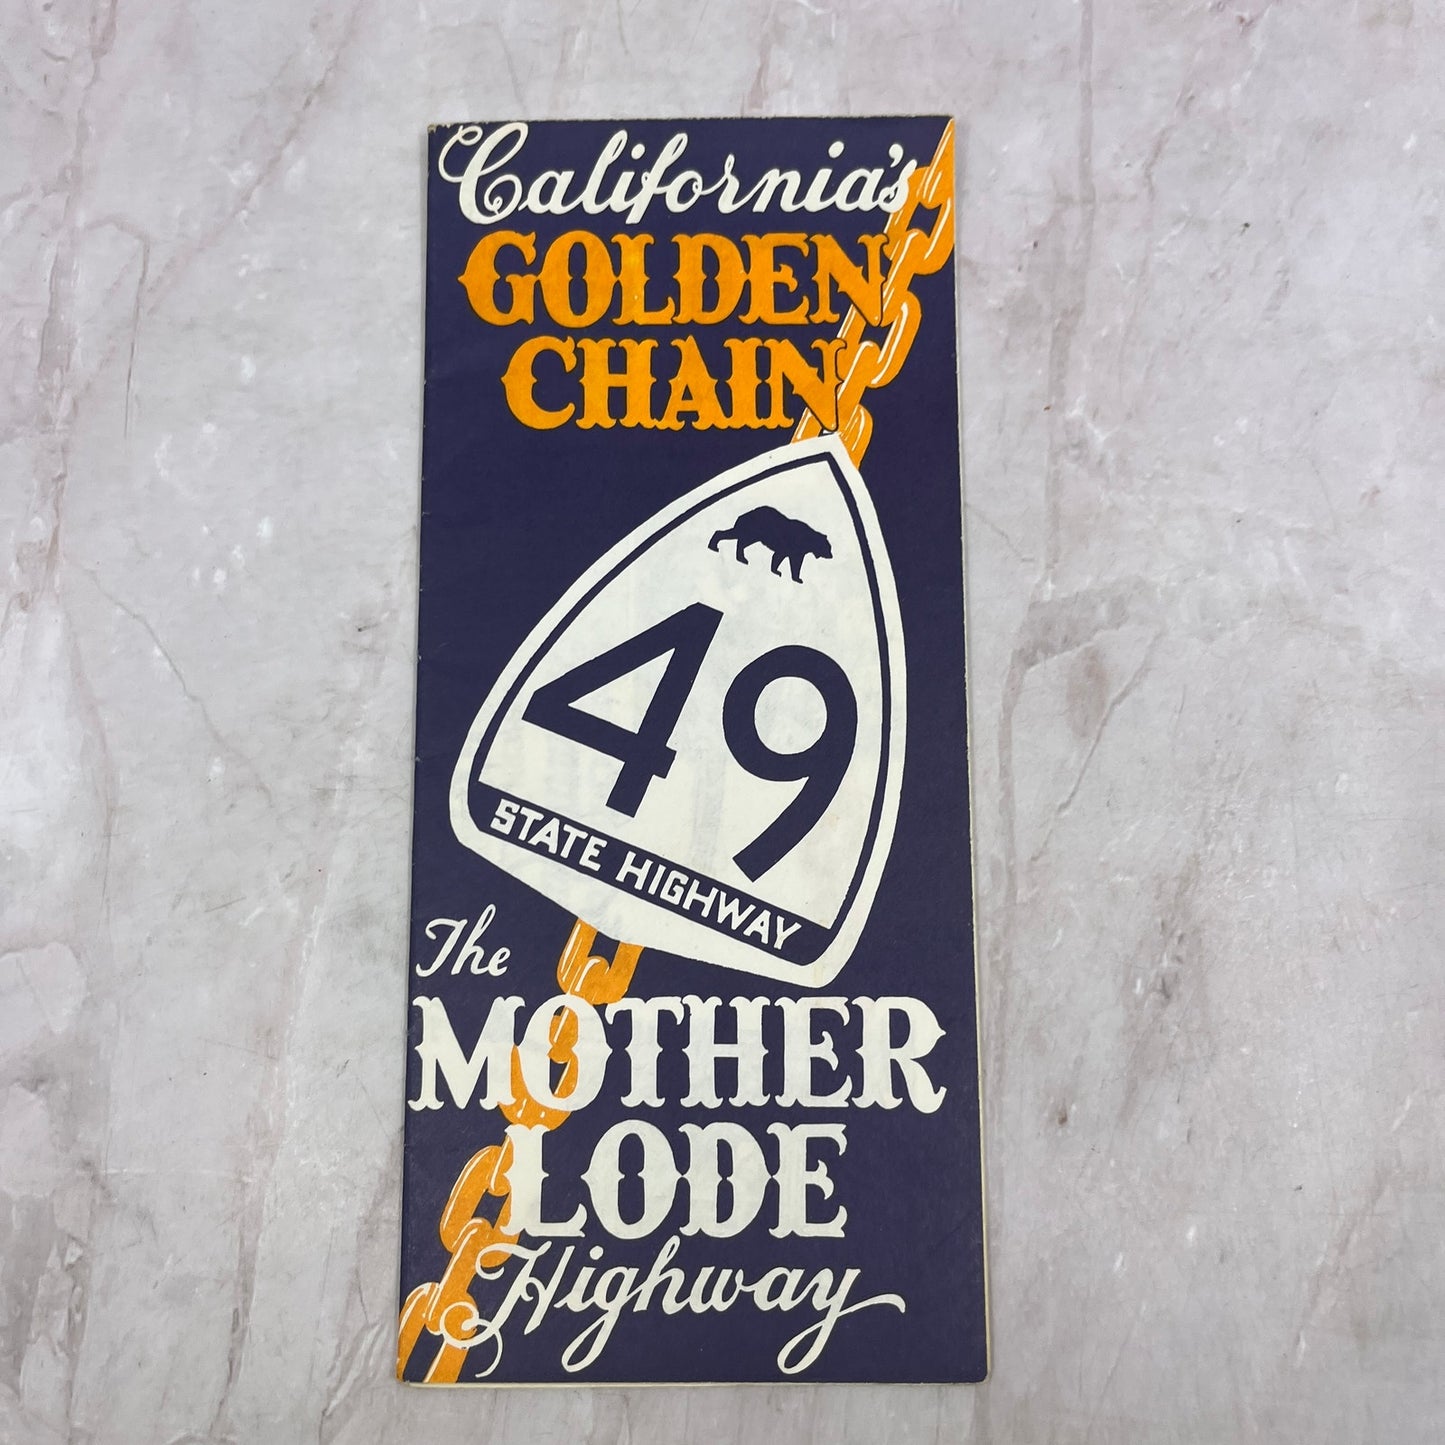 California's
GOLDEN
CHAIN
49
STATE HIGHWAY
The
MOTHER
LODE
Highway